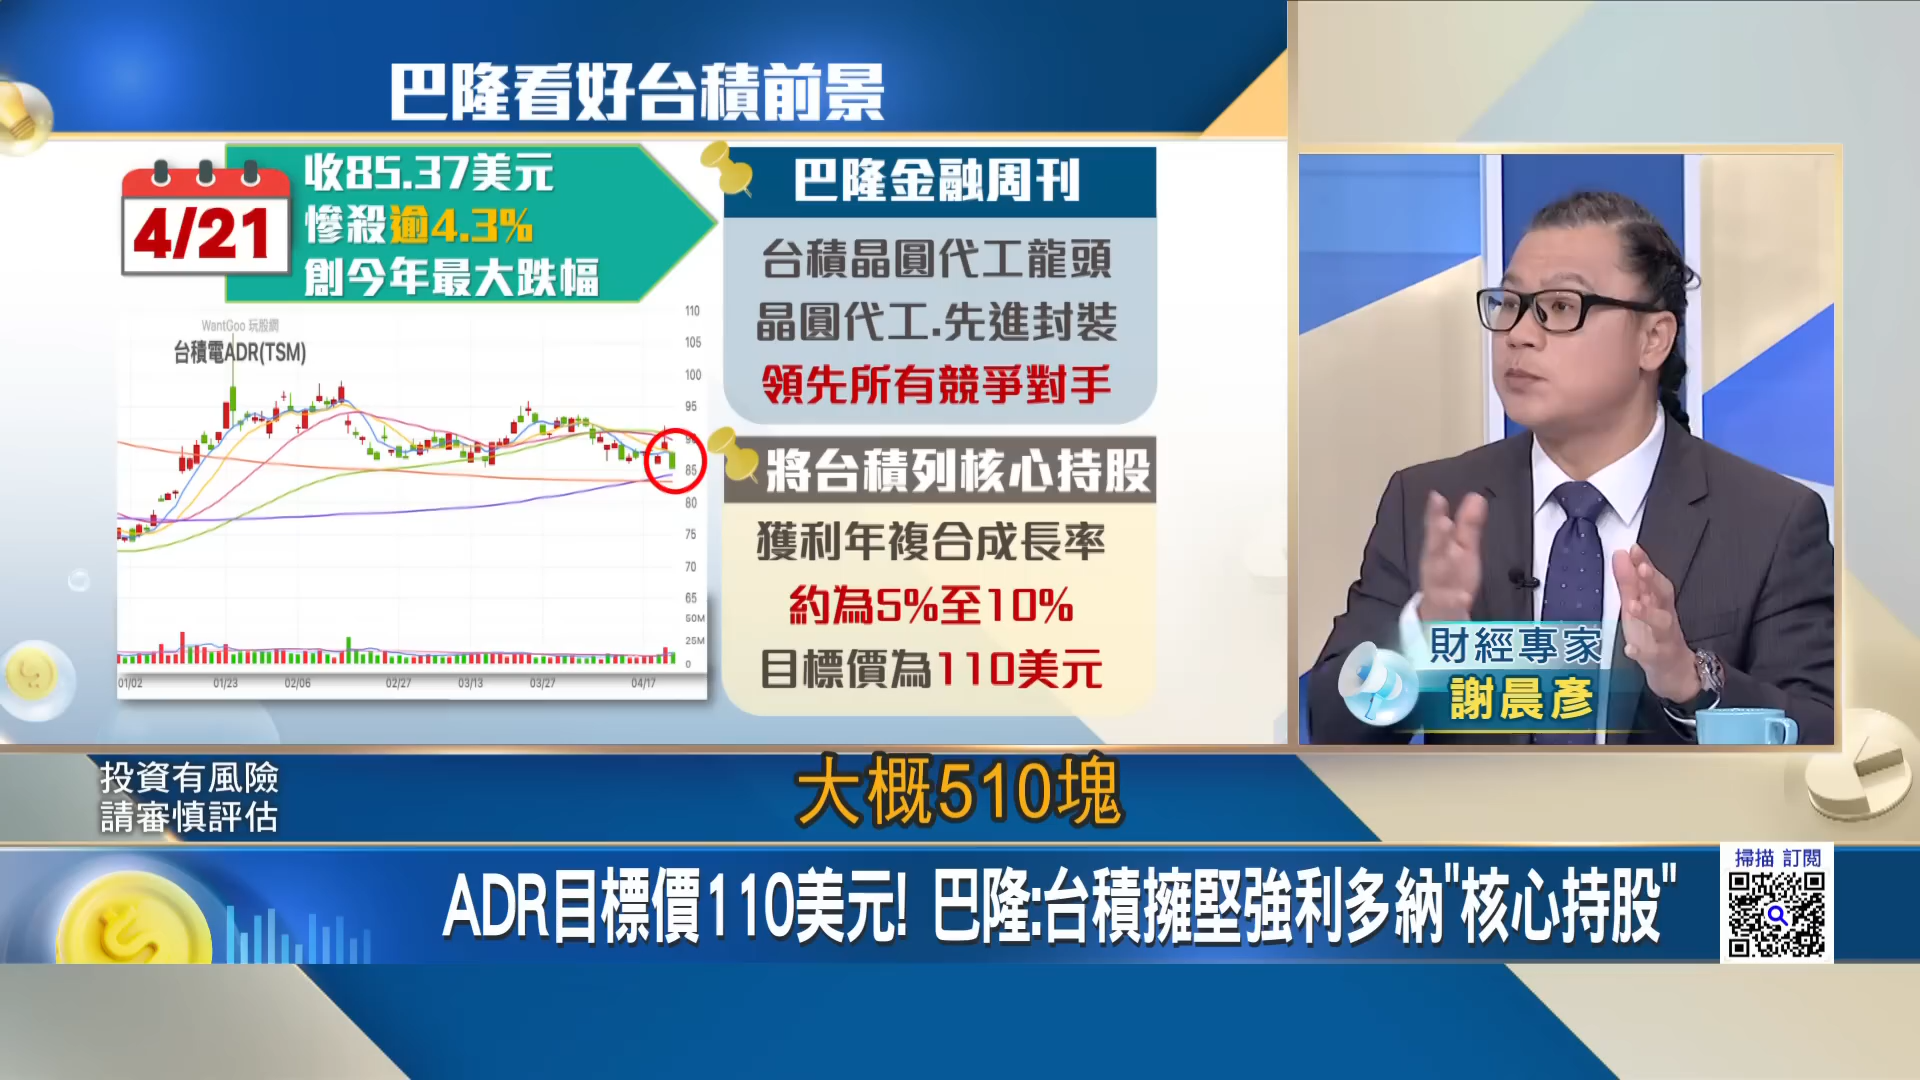 巴隆看好台積前景
4/21
收85.37美元
慘殺逾4.3%
創今年最大跌幅
WantGoo 玩股網
台積電ADR(TSM)
110
105
100
95
90
85
80
75
70
65
50M
25M
0
01/02
01/23
02/06
02/27
03/13
03/27
04/17
巴隆金融周刊
台積晶圓代工龍頭
晶圓代工.先進封裝
領先所有競爭對手
將台積列核心持股
獲利年複合成長率
約為5%至10%
目標價為110美元
財經專家
謝晨彥
投資有風險
請審慎評估
大概510塊
ADR目標價110美元! 巴隆:台積擁堅強利多納"核心持股"
掃描 訂閱